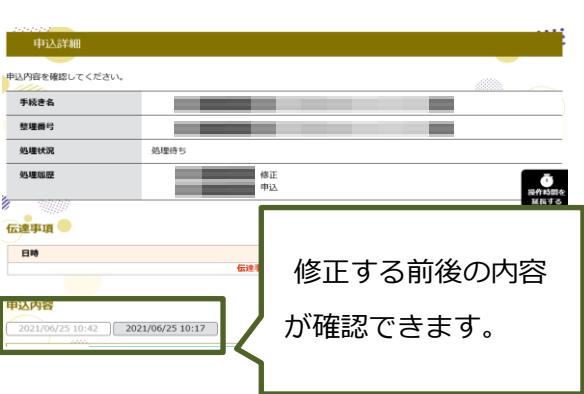 申込詳細
申込内容を確認してください。
手続き名
整理番号
処理状況 処理待ち
処理履歴 修正
申込
操作時間を
延長する
伝達事項
日時
伝達事
修正する前後の内容
が確認できます。
申込内容
2021/06/25 10:42 2021/06/25 10:17